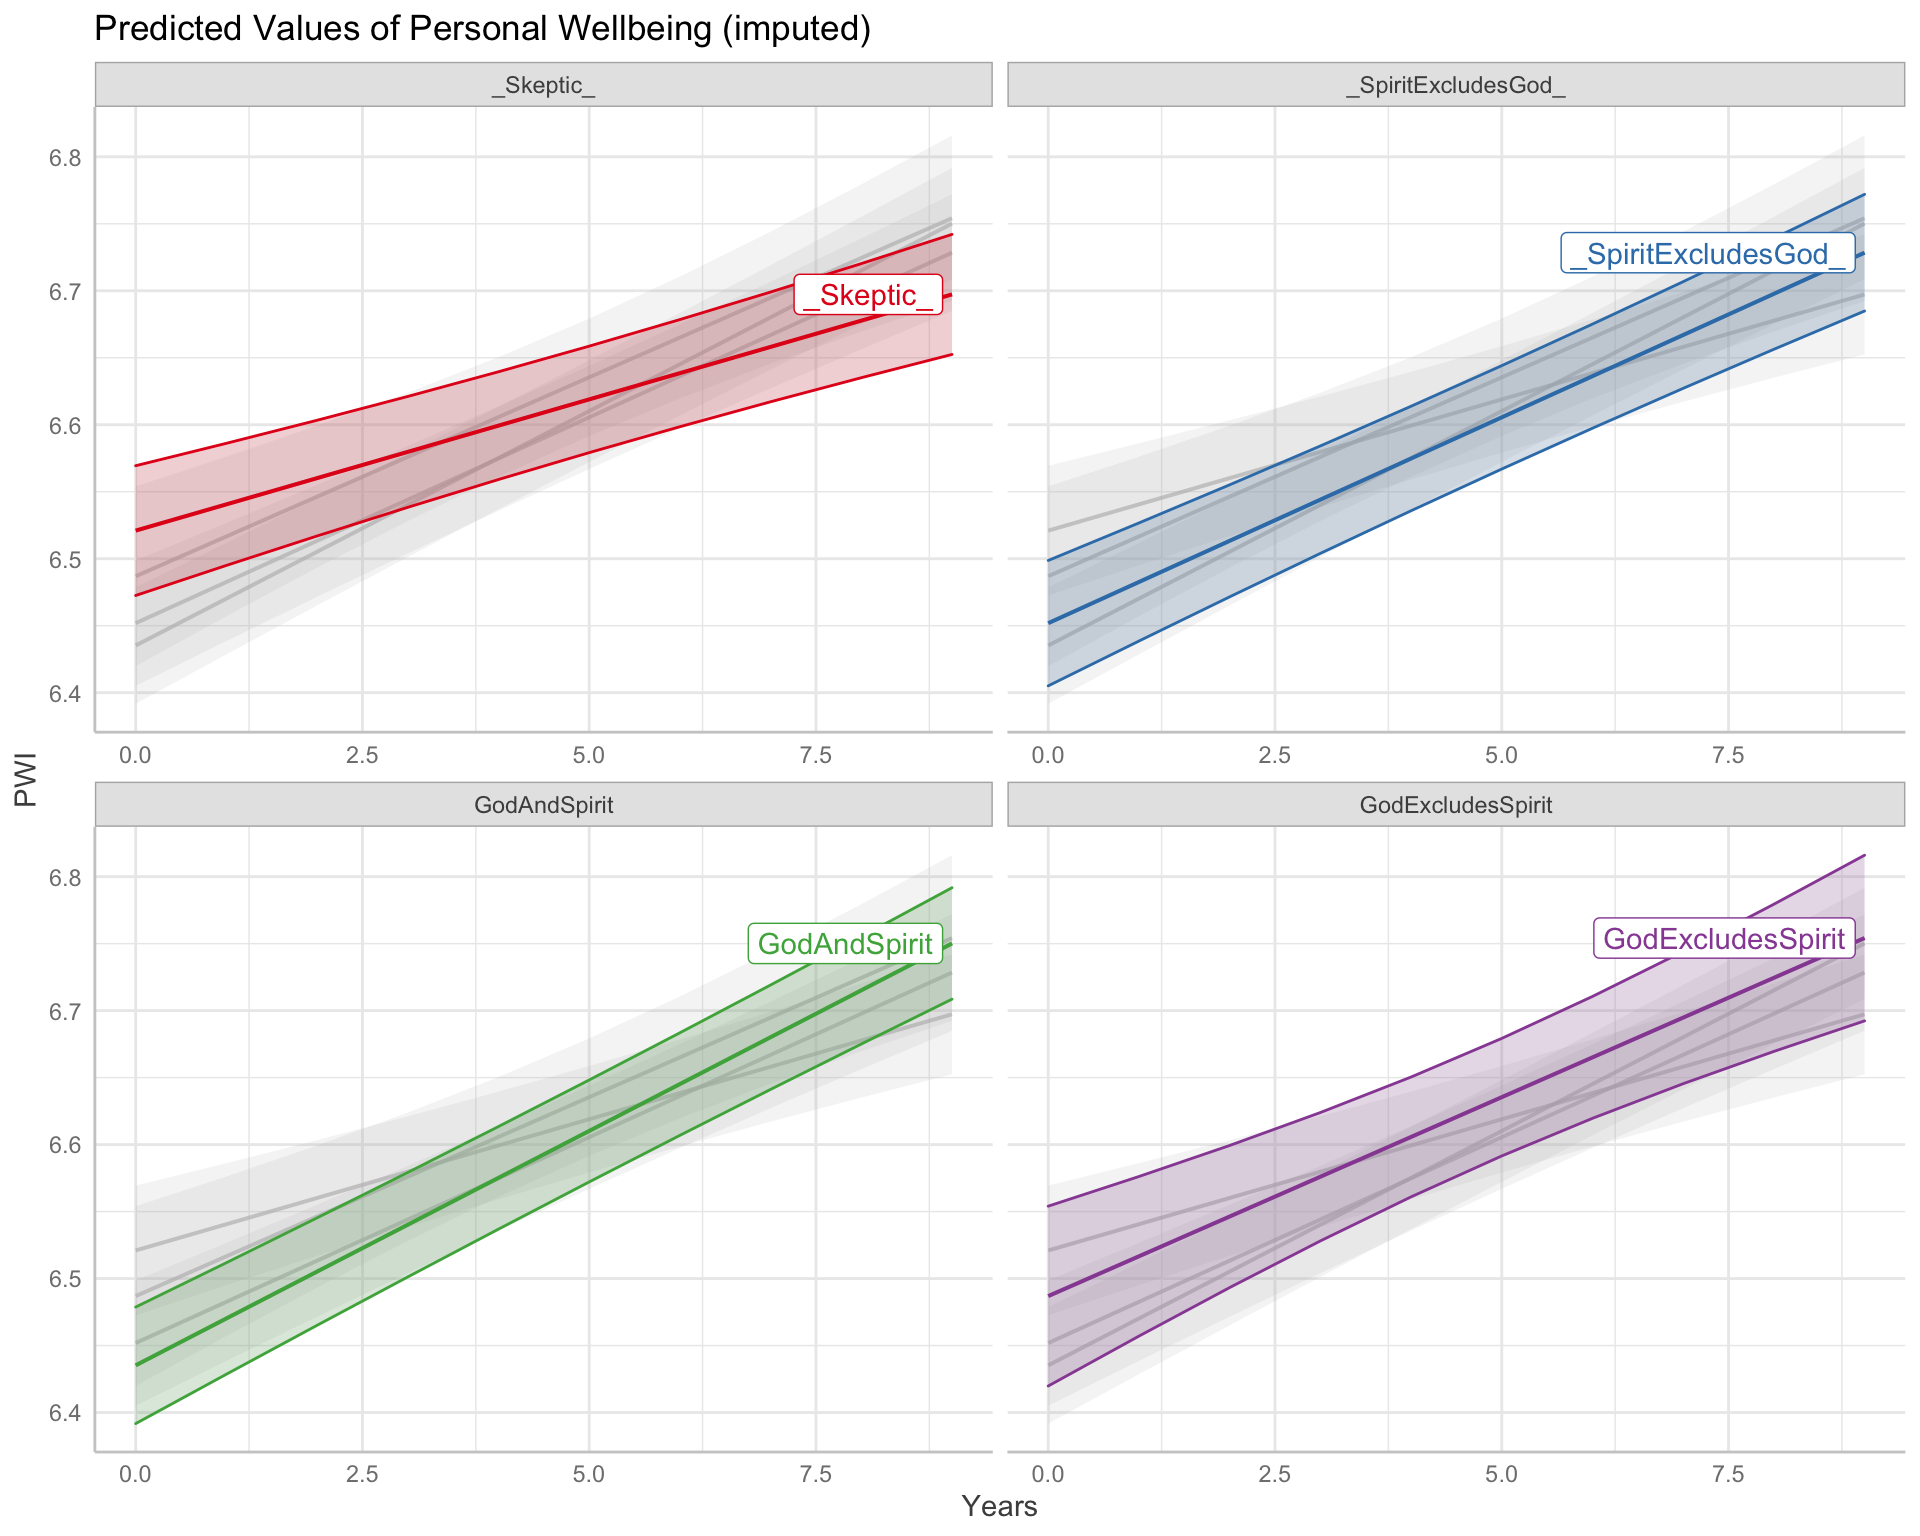 Predicted Values of Personal Wellbeing (imputed)
_Skeptic_
_SpiritExcludesGod_
6.8
6.7
6.6
6.5
6.4
_Skeptic_
_SpiritExcludesGod_
0.0 2.5 5.0 7.5
0.0 2.5 5.0 7.5
PWI
GodAndSpirit
GodExcludesSpirit
6.8
6.7
6.6
6.5
6.4
GodAndSpirit
GodExcludesSpirit
0.0 2.5 5.0 7.5
0.0 2.5 5.0 7.5
Years